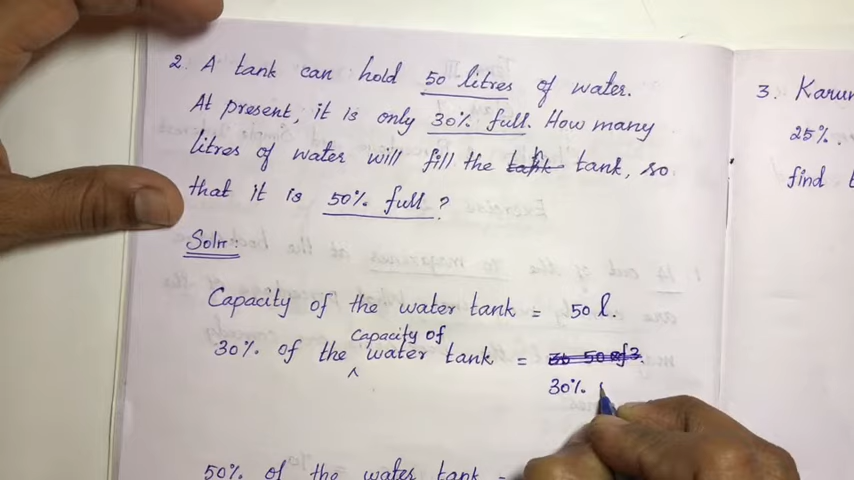 2. A tank can hold 50 litres of water.
At present, it is only 30% full. How many
litres of water will fill the tank, so
that it is 50% full?
Soln:
Capacity of the water tank = 50 l.
30% of the capacity of water tank =
30%
50% of the water tank =
3. Karun
25%.
find t